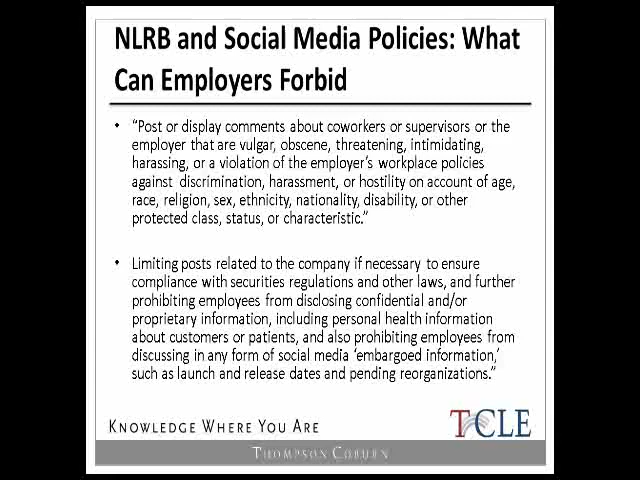 NLRB and Social Media Policies: What
Can Employers Forbid
• “Post or display comments about coworkers or supervisors or the
employer that are vulgar, obscene, threatening, intimidating,
harassing, or a violation of the employer’s workplace policies
against discrimination, harassment, or hostility on account of age,
race, religion, sex, ethnicity, nationality, disability, or other
protected class, status, or characteristic.”
• Limiting posts related to the company if necessary to ensure
compliance with securities regulations and other laws, and further
prohibiting employees from disclosing confidential and/or
proprietary information, including personal health information
about customers or patients, and also prohibiting employees from
discussing in any form of social media ‘embargoed information,’
such as launch and release dates and pending reorganizations.”
KNOWLEDGE WHERE YOU ARE
TCCLE
THOMPSON COBURN